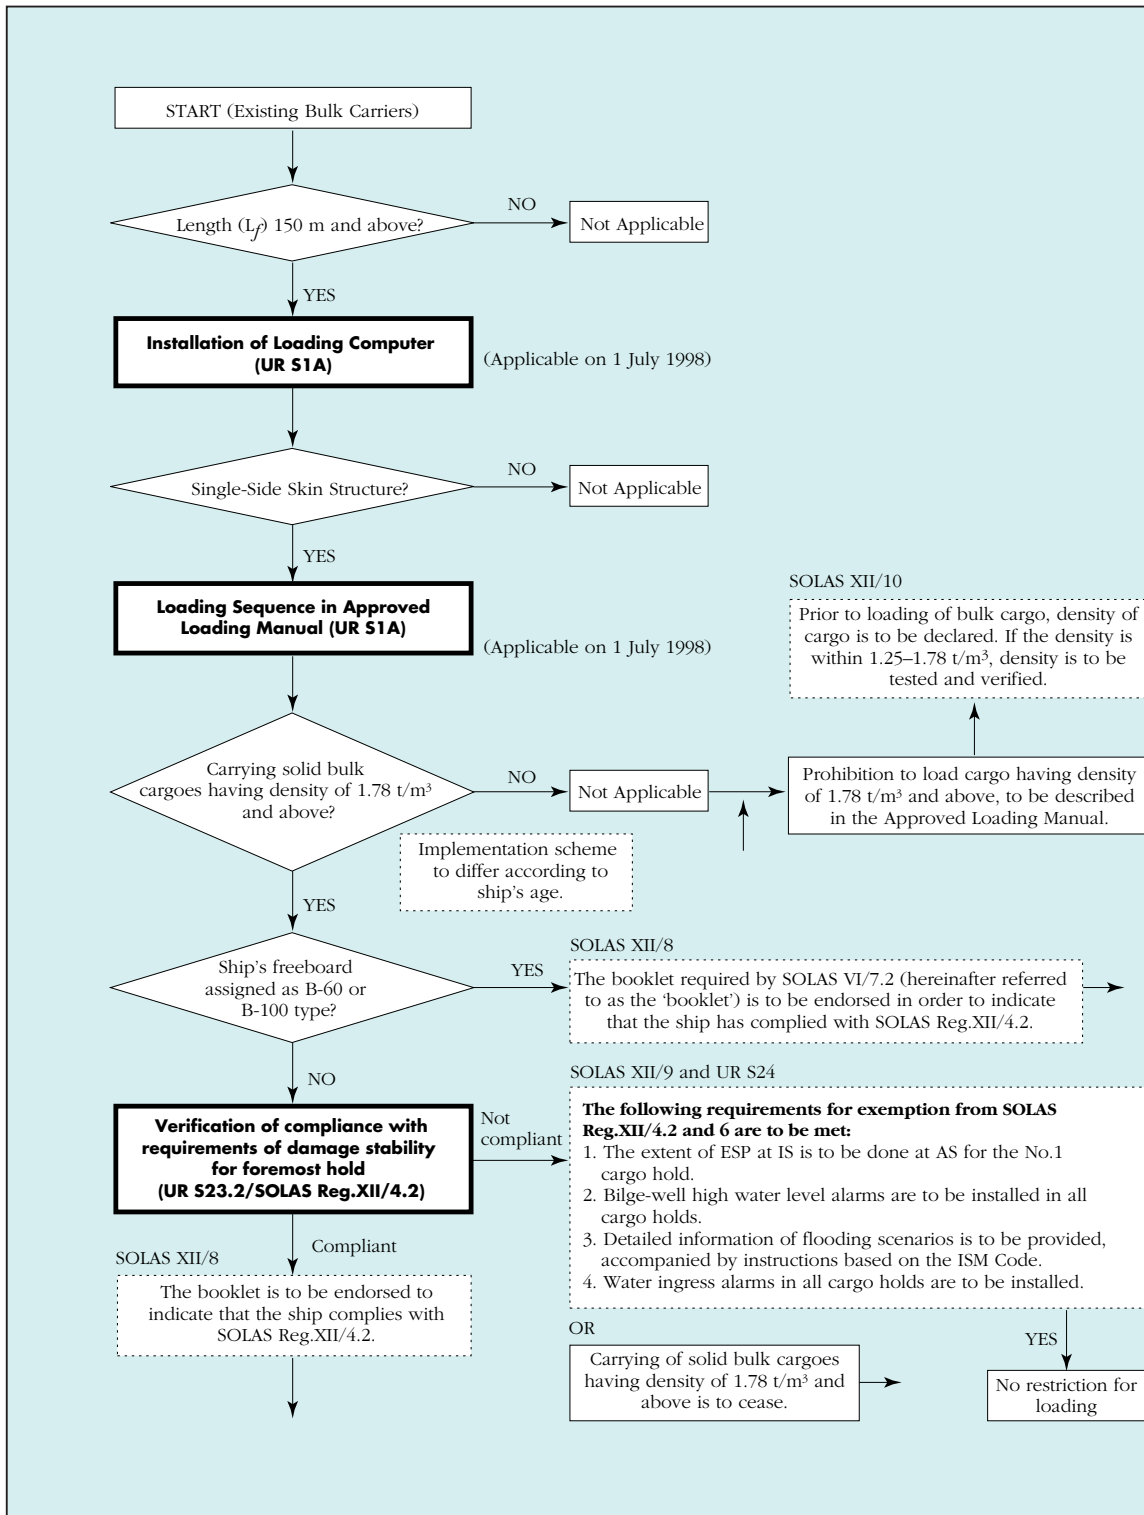 START (Existing Bulk Carriers)
Length (Lf) 150 m and above?
NO
Not Applicable
YES
Installation of Loading Computer
(UR S1A)
(Applicable on 1 July 1998)
Single-Side Skin Structure?
NO
Not Applicable
YES
Loading Sequence in Approved
Loading Manual (UR S1A)
(Applicable on 1 July 1998)
SOLAS XII/10
Prior to loading of bulk cargo, density of
cargo is to be declared. If the density is
within 1.25–1.78 t/m³, density is to be
tested and verified.
Carrying solid bulk
cargoes having density of 1.78 t/m³
and above?
NO
Not Applicable
Prohibition to load cargo having density
of 1.78 t/m³ and above, to be described
in the Approved Loading Manual.
Implementation scheme
to differ according to
ship's age.
YES
Ship's freeboard
assigned as B-60 or
B-100 type?
YES
SOLAS XII/8
The booklet required by SOLAS VI/7.2 (hereinafter referred
to as the 'booklet') is to be endorsed in order to indicate
that the ship has complied with SOLAS Reg.XII/4.2.
NO
Verification of compliance with
requirements of damage stability
for foremost hold
(UR S23.2/SOLAS Reg.XII/4.2)
Not
compliant
SOLAS XII/9 and UR S24
The following requirements for exemption from SOLAS
Reg.XII/4.2 and 6 are to be met:
1. The extent of ESP at IS is to be done at AS for the No.1
cargo hold.
2. Bilge-well high water level alarms are to be installed in all
cargo holds.
3. Detailed information of flooding scenarios is to be provided,
accompanied by instructions based on the ISM Code.
4. Water ingress alarms in all cargo holds are to be installed.
Compliant
SOLAS XII/8
The booklet is to be endorsed to
indicate that the ship complies with
SOLAS Reg.XII/4.2.
OR
Carrying of solid bulk cargoes
having density of 1.78 t/m³ and
above is to cease.
YES
No restriction for
loading